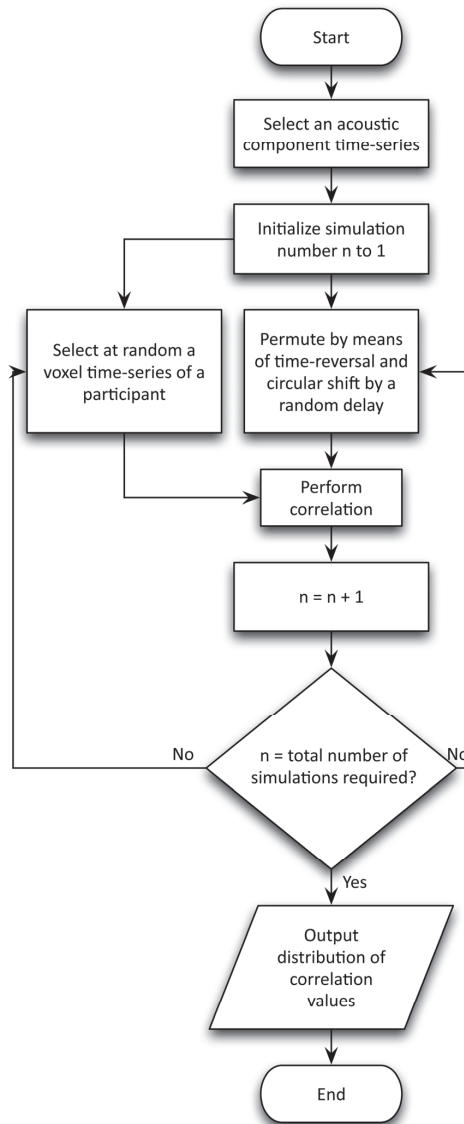 Start
Select an acoustic
component time-series
Initialize simulation
number n to 1
Select at random a
voxel time-series of a
participant
Permute by means
of time-reversal and
circular shift by a
random delay
Perform
correlation
n = n + 1
No
n = total number of
simulations required?
No
Yes
Output
distribution of
correlation
values
End